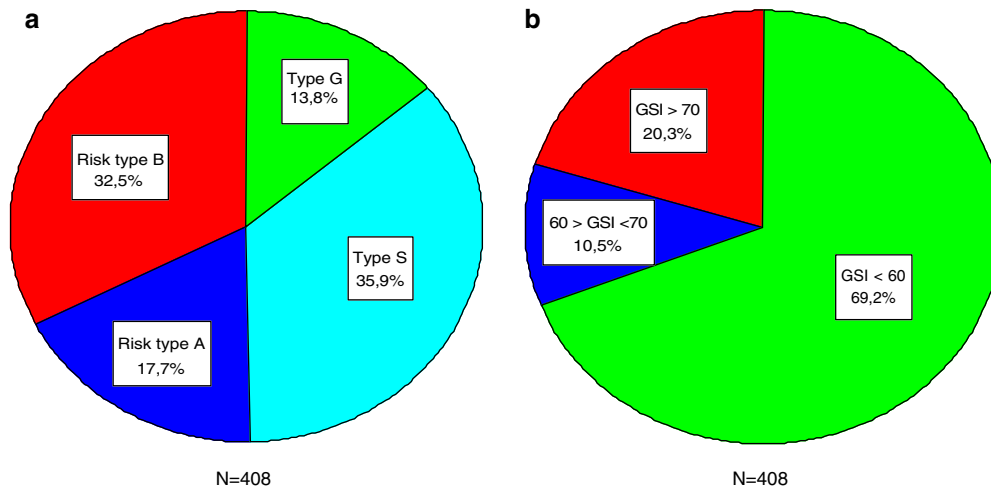 a
Type G
13,8%
Risk type B
32,5%
Type S
35,9%
Risk type A
17,7%
N=408
b
GSI > 70
20,3%
60 > GSI <70
10,5%
GSI < 60
69,2%
N=408